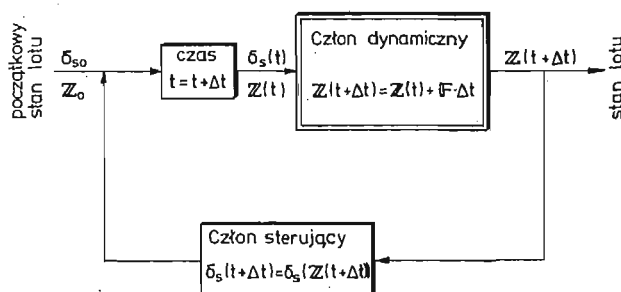 początkowy
stan lotu
δso
ℤo
czas
t = t+Δt
δs(t)
ℤ(t)
Człon dynamiczny
ℤ(t+Δt)=ℤ(t)+𝔽·Δt
ℤ(t+Δt)
stan lotu
Człon sterujący
δs(t+Δt)=δs(ℤ(t+Δt))